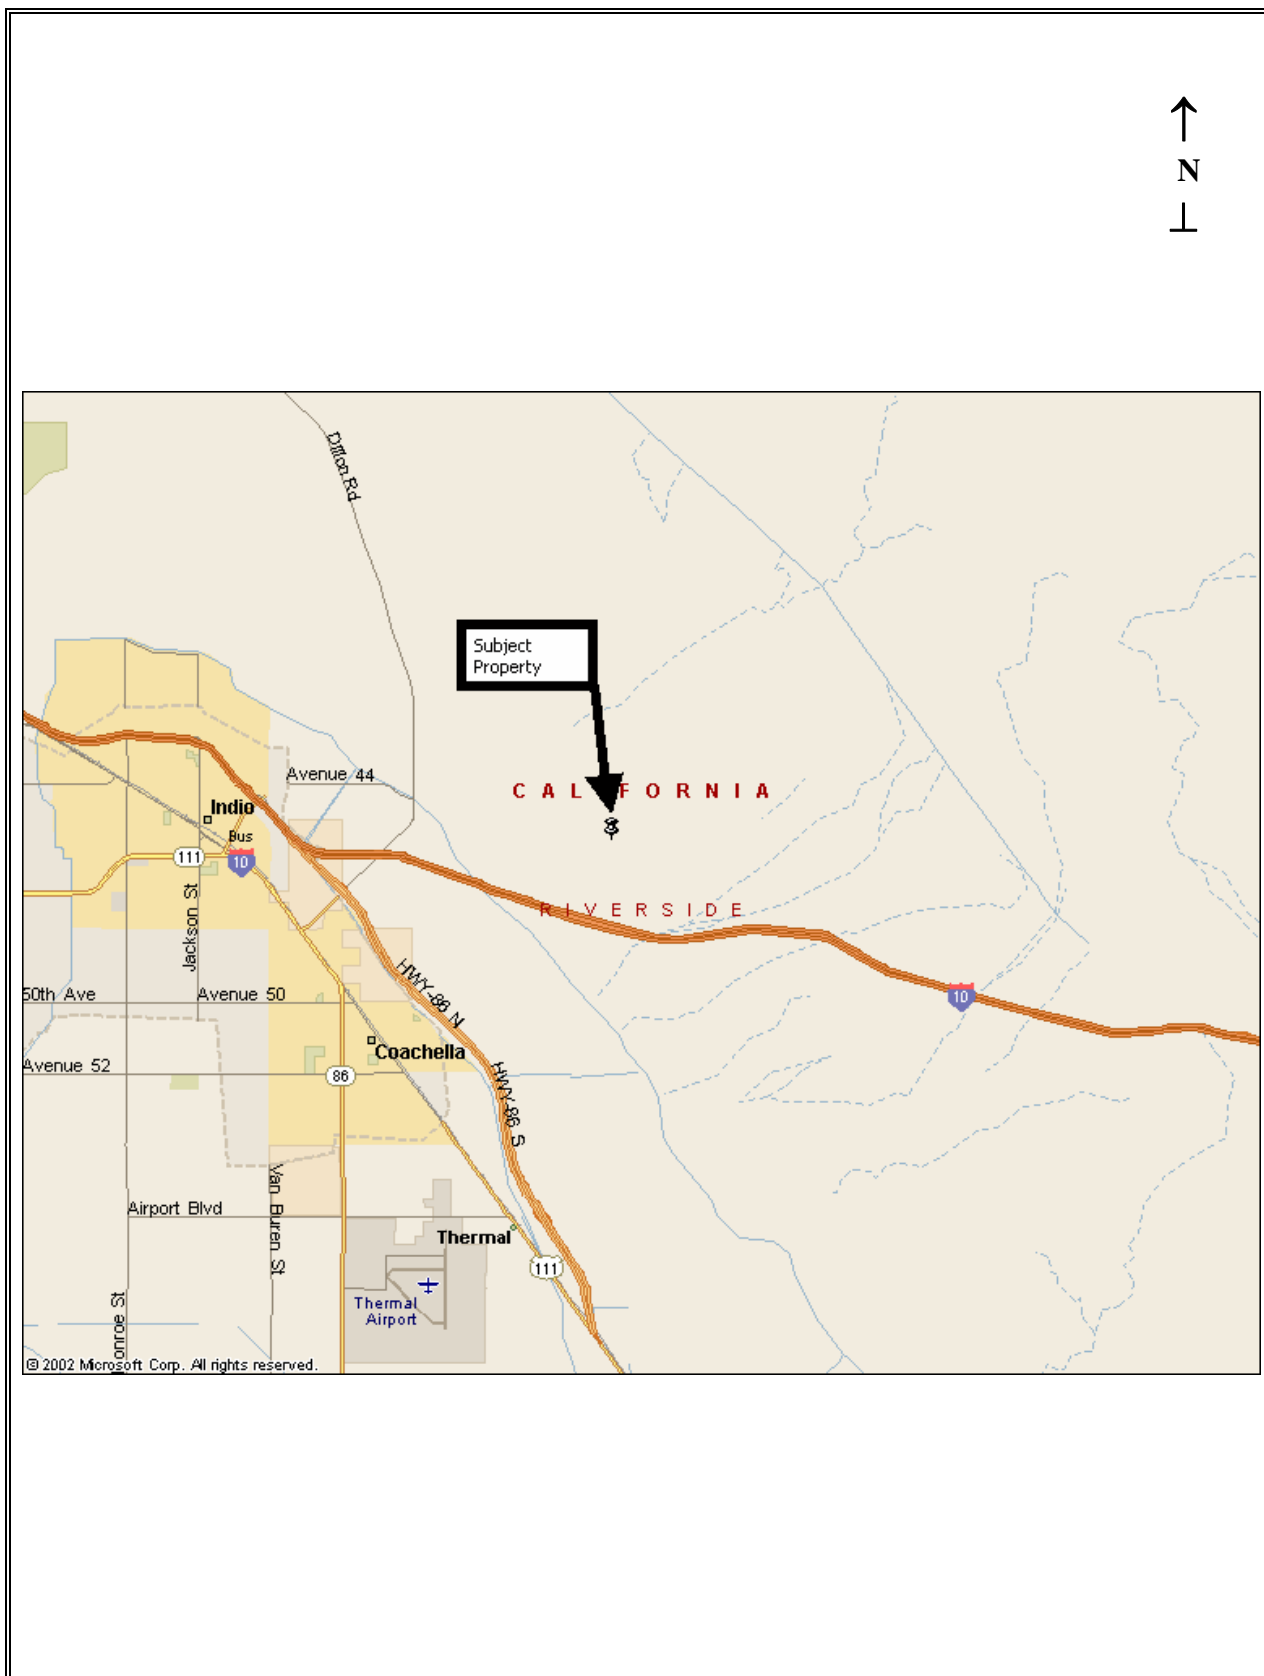 N
Dillon Rd
Subject
Property
Avenue 44
CALIFORNIA
Indio
Bus
111
10
RIVERSIDE
Jackson St
HWY-86 N
50th Ave
Avenue 50
10
Coachella
Avenue 52
86
HWY-86 S
Van Buren St
Airport Blvd
Thermal
111
Thermal
Airport
© 2002 Microsoft Corp. All rights reserved.